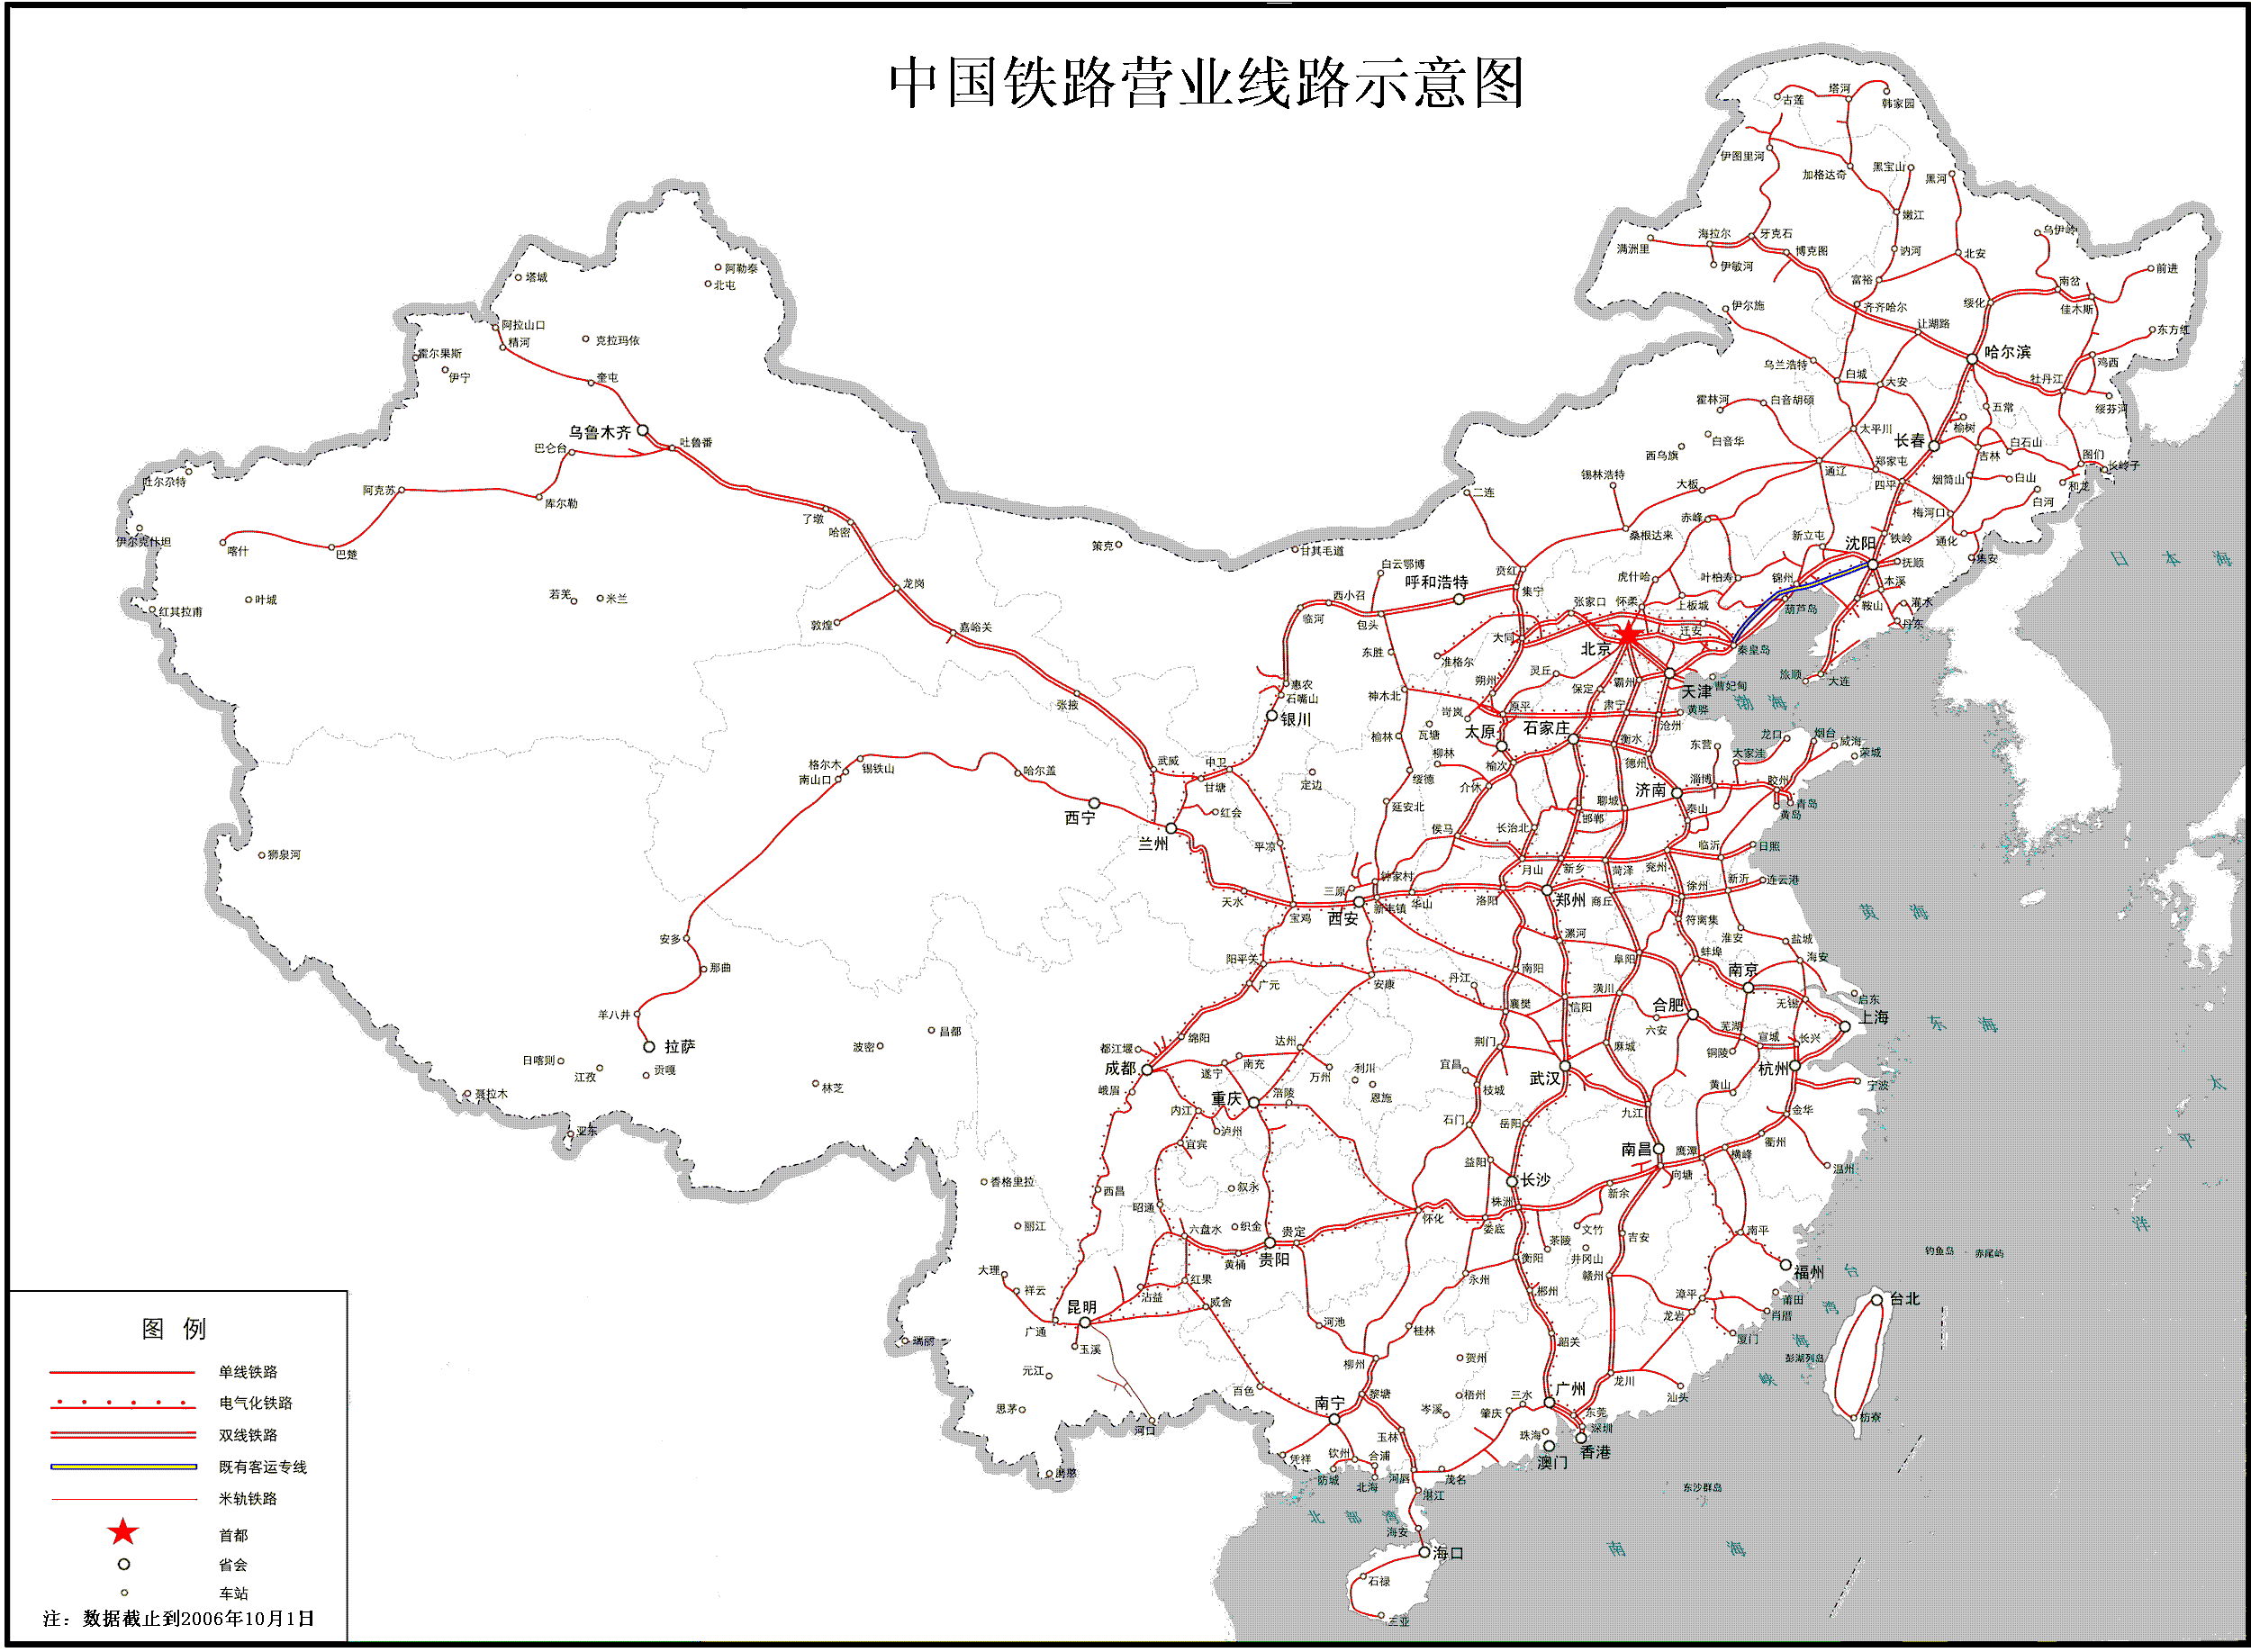 中国铁路营业线路示意图
古莲
塔河
韩家园
伊图里河
加格达奇
黑宝山
黑河
嫩江
满洲里
海拉尔
牙克石
博克图
伊敏河
讷河
北安
乌伊岭
前进
富裕
南岔
佳木斯
绥化
齐齐哈尔
让湖路
伊尔施
东方红
哈尔滨
鸡西
牡丹江
绥芬河
乌兰浩特
白城
大安
五常
霍林河
白音胡硕
太平川
榆树
长春
白石山
吉林
图们
长岭子
西乌旗
白音华
锡林浩特
大板
通辽
郑家屯
四平
烟筒山
白山
白河
和龙
梅河口
二连
赤峰
桑根达来
新立屯
沈阳
铁岭
通化
集安
抚顺
本溪
鞍山
灌水
丹东
虎什哈
叶柏寿
锦州
葫芦岛
怀柔
上板城
张家口
迁安
秦皇岛
旅顺
大连
日本海
塔城
阿勒泰
北屯
阿拉山口
精河
克拉玛依
霍尔果斯
伊宁
奎屯
乌鲁木齐
巴仑台
吐鲁番
吐尔尕特
阿克苏
库尔勒
伊尔克什坦
喀什
巴楚
了墩
哈密
红其拉甫
叶城
若羌
米兰
龙岗
敦煌
嘉峪关
策克
甘其毛道
白云鄂博
呼和浩特
贲红
集宁
西小召
临河
包头
大同
北京
东胜
准格尔
灵丘
保定
霸州
天津
曹妃甸
渤海
惠农
石嘴山
张掖
银川
神木北
朔州
原平
岢岚
肃宁
沧州
黄骅
太原
石家庄
榆林
瓦塘
柳林
衡水
德州
东营
龙口
烟台
威海
荣城
大家洼
武威
中卫
甘塘
定边
绥德
榆次
介休
济南
淄博
胶州
青岛
黄岛
格尔木
南山口
锡铁山
哈尔盖
西宁
兰州
红会
延安北
平凉
侯马
长治北
邯郸
聊城
泰山
临沂
日照
月山
新乡
菏泽
兖州
狮泉河
天水
宝鸡
三原
钟家村
西安
新丰镇
华山
洛阳
郑州
商丘
徐州
新沂
连云港
黄海
符离集
淮安
盐城
安多
那曲
羊八井
拉萨
阳平关
广元
安康
丹江
南阳
漯河
阜阳
蚌埠
南京
海安
启东
襄樊
信阳
潢川
合肥
六安
无锡
上海
东海
昌都
波密
日喀则
江孜
贡嘎
林芝
聂拉木
亚东
都江堰
绵阳
成都
达州
遂宁
南充
万州
利川
恩施
荆门
宜昌
武汉
麻城
铜陵
芜湖
宣城
长兴
杭州
宁波
峨眉
内江
重庆
涪陵
枝城
黄山
九江
金华
泸州
宜宾
石门
岳阳
南昌
鹰潭
横峰
衢州
温州
太平洋
香格里拉
西昌
叙永
益阳
长沙
向塘
丽江
昭通
六盘水
织金
贵定
怀化
娄底
株洲
新余
文竹
茶陵
吉安
井冈山
南平
钓鱼岛
赤尾屿
大理
祥云
黄桶
贵阳
红果
沾益
永州
衡阳
赣州
郴州
福州
莆田
肖厝
漳平
龙岩
厦门
台湾海峡
台北
澎湖列岛
枋寮
昆明
广通
威舍
河池
桂林
韶关
瑞丽
玉溪
元江
柳州
贺州
百色
南宁
黎塘
梧州
三水
广州
龙川
汕头
思茅
河口
岑溪
肇庆
东莞
深圳
珠海
香港
澳门
玉林
凭祥
钦州
合浦
防城
北海
河唇
茂名
湛江
磨憨
东沙群岛
北部湾
海安
南海
海口
石禄
三亚
图例
单线铁路
电气化铁路
双线铁路
既有客运专线
米轨铁路
首都
省会
车站
注：数据截止到2006年10月1日